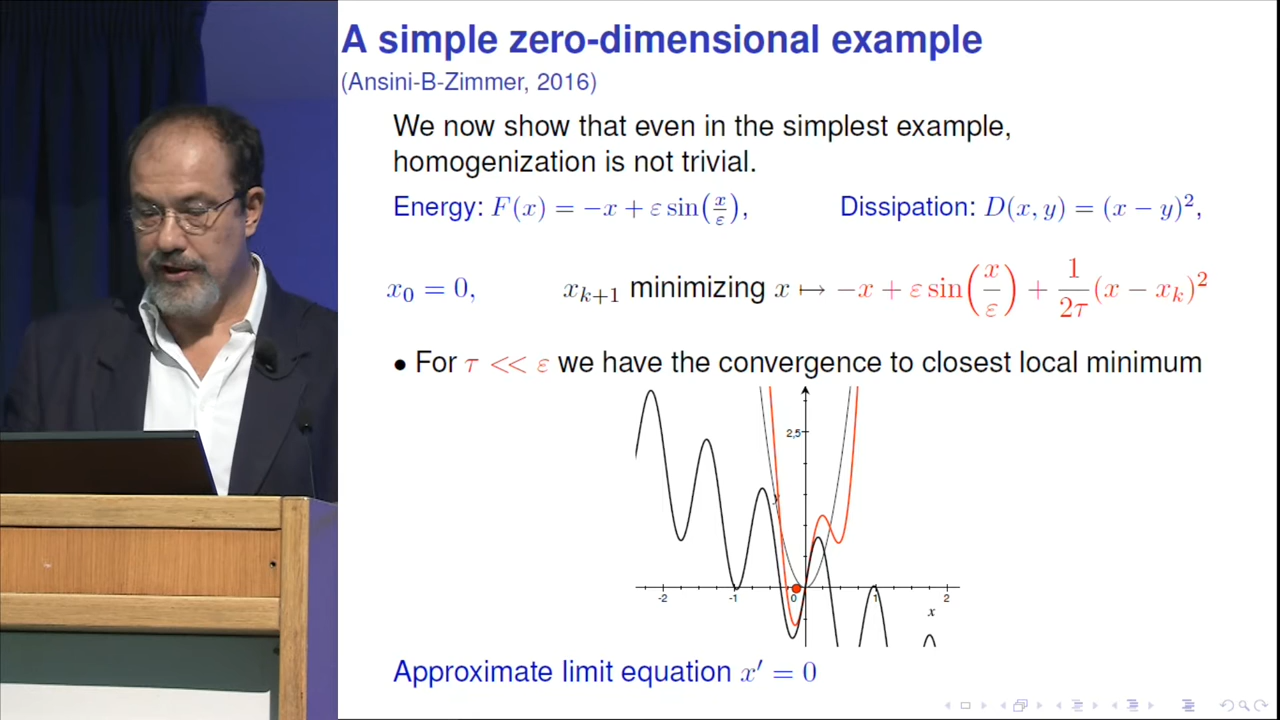 A simple zero-dimensional example
(Ansini-B-Zimmer, 2016)
We now show that even in the simplest example,
homogenization is not trivial.
Energy: F(x) = −x + ε sin(x/ε), Dissipation: D(x, y) = (x − y)²,
x₀ = 0, xₖ₊₁ minimizing x ↦ −x + ε sin(x/ε) + 1/2τ (x − xₖ)²
• For τ << ε we have the convergence to closest local minimum
2,5
y
-2 -1 0 1 2
x
Approximate limit equation x′ = 0